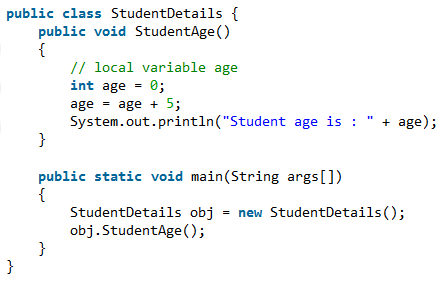 public class StudentDetails {
    public void StudentAge()
    {
        // local variable age
        int age = 0;
        age = age + 5;
        System.out.println("Student age is : " + age);
    }

    public static void main(String args[])
    {
        StudentDetails obj = new StudentDetails();
        obj.StudentAge();
    }
}